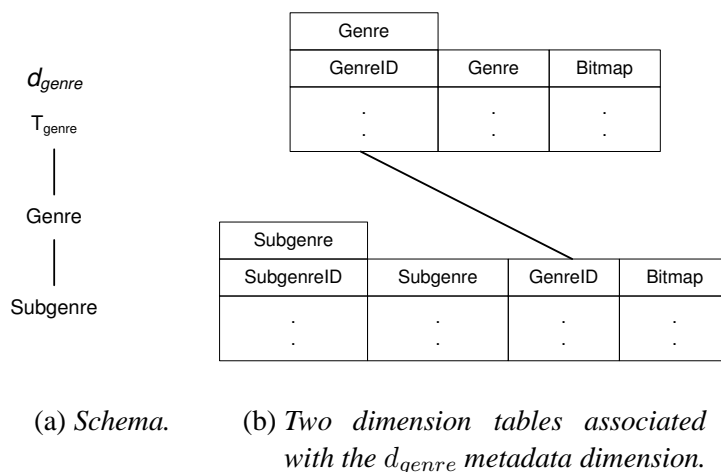 d_genre
T_genre
Genre
Subgenre
Genre
GenreID Genre Bitmap
. . .
. . .
Subgenre
SubgenreID Subgenre GenreID Bitmap
. . . .
. . . .
(a) Schema.
(b) Two dimension tables associated
with the d_genre metadata dimension.